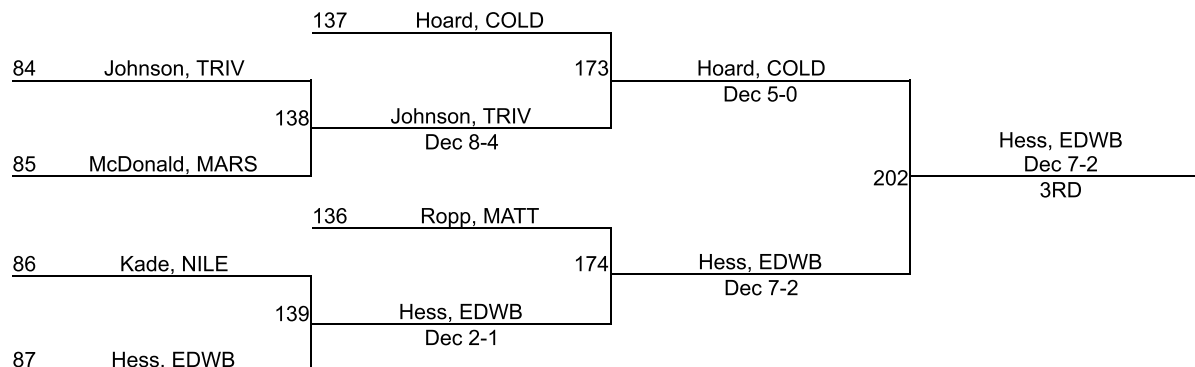 137 Hoard, COLD
84 Johnson, TRIV
173 Hoard, COLD
Dec 5-0
138 Johnson, TRIV
Dec 8-4
85 McDonald, MARS
Hess, EDWB
Dec 7-2
202
3RD
136 Ropp, MATT
86 Kade, NILE
174 Hess, EDWB
Dec 7-2
139 Hess, EDWB
Dec 2-1
87 Hess, EDWB